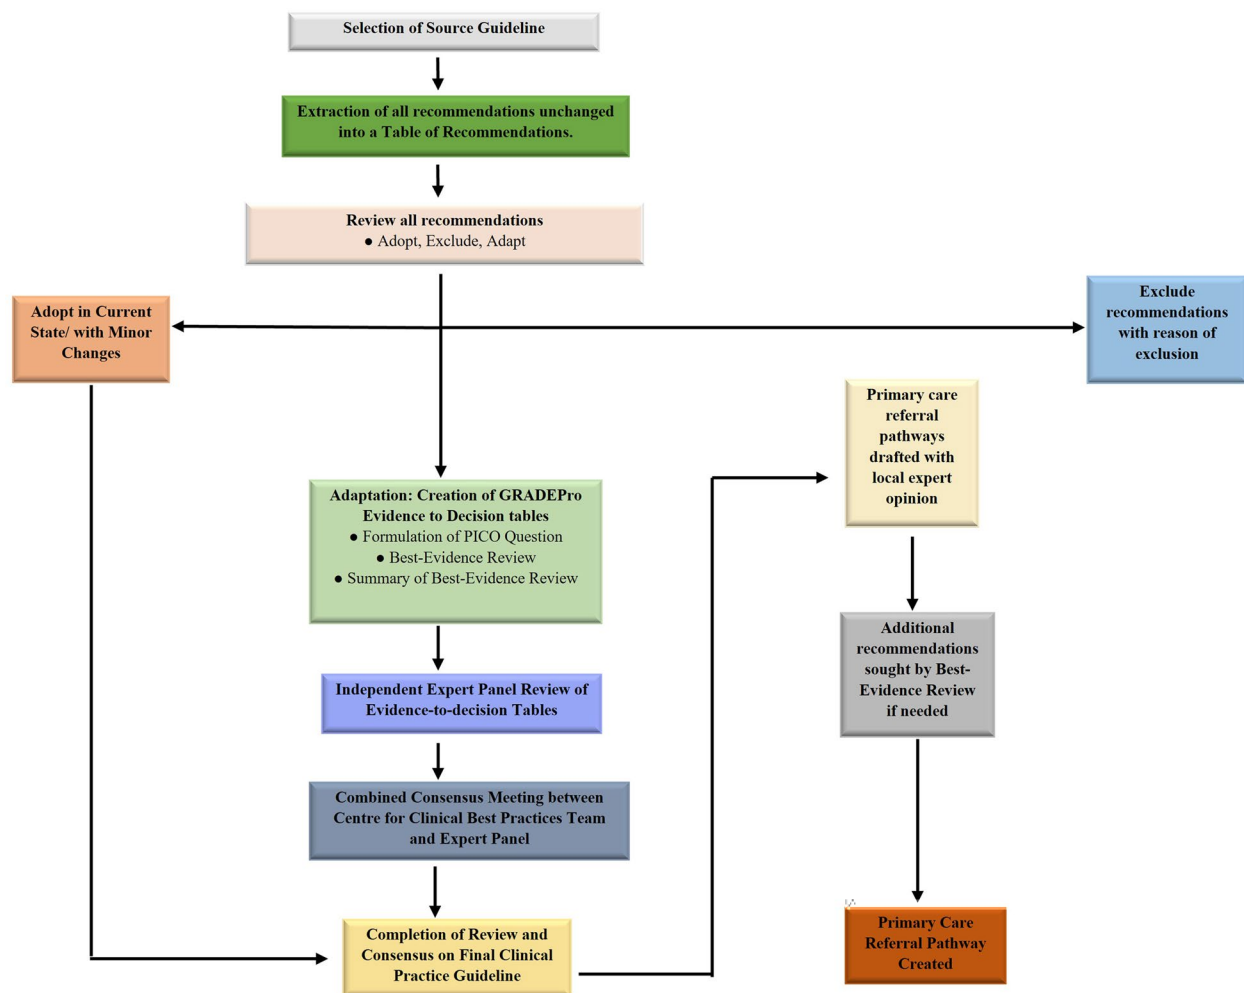 Selection of Source Guideline
Extraction of all recommendations unchanged
into a Table of Recommendations.
Review all recommendations
● Adopt, Exclude, Adapt
Adopt in Current
State/ with Minor
Changes
Exclude
recommendations
with reason of
exclusion
Primary care
referral
pathways
drafted with
local expert
opinion
Adaptation: Creation of GRADEPro
Evidence to Decision tables
● Formulation of PICO Question
● Best-Evidence Review
● Summary of Best-Evidence Review
Additional
recommendations
sought by Best-
Evidence Review
if needed
Independent Expert Panel Review of
Evidence-to-decision Tables
Combined Consensus Meeting between
Centre for Clinical Best Practices Team
and Expert Panel
Completion of Review and
Consensus on Final Clinical
Practice Guideline
Primary Care
Referral Pathway
Created